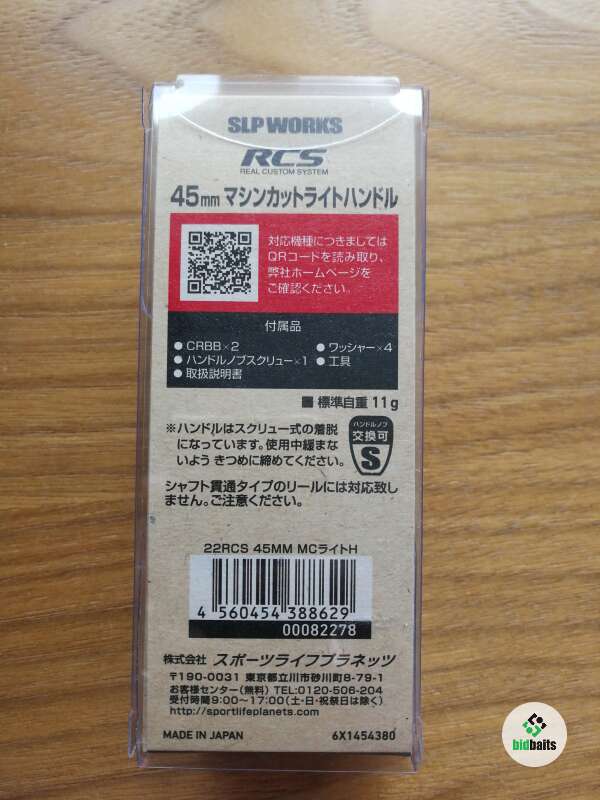 SLP WORKS
RCS
REAL CUSTOM SYSTEM
45mm マシンカットライトハンドル
対応機種につきましては
QRコードを読み取り、
弊社ホームページを
ご確認ください。
付属品
● CRBB×2
● ワッシャー×4
● ハンドルノブスクリュー×1
● 工具
● 取扱説明書
■ 標準自重 11g
※ハンドルはスクリュー式の着脱
になっています。使用中緩まな
いよう きつめに締めてください。
ハンドルノブ
交換可
S
シャフト貫通タイプのリールには対応致し
ません。ご注意ください。
22RCS 45MM MCライトH
4 560454 388629
00082278
株式会社 スポーツライフプラネッツ
〒190-0031 東京都立川市砂川町8-79-1
お客様センター(無料) TEL:0120-506-204
受付時間9:00〜17:00(土・日・祝祭日は除く)
http://sportlifeplanets.com/
MADE IN JAPAN
6X1454380
bidbaits